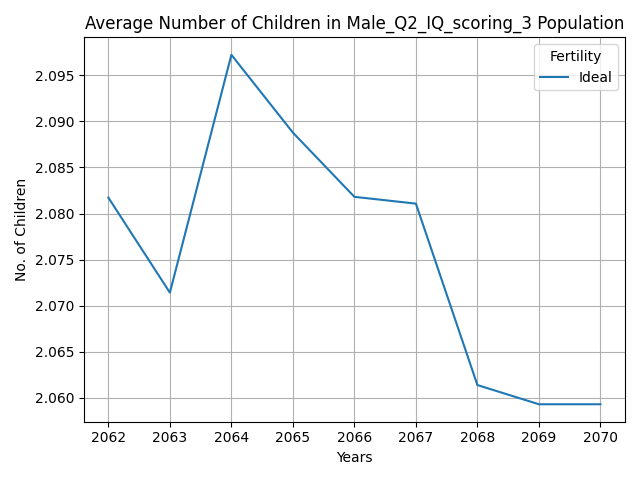 Average Number of Children in Male_Q2_IQ_scoring_3 Population
Fertility
Ideal
No. of Children
2.095
2.090
2.085
2.080
2.075
2.070
2.065
2.060
2062 2063 2064 2065 2066 2067 2068 2069 2070
Years